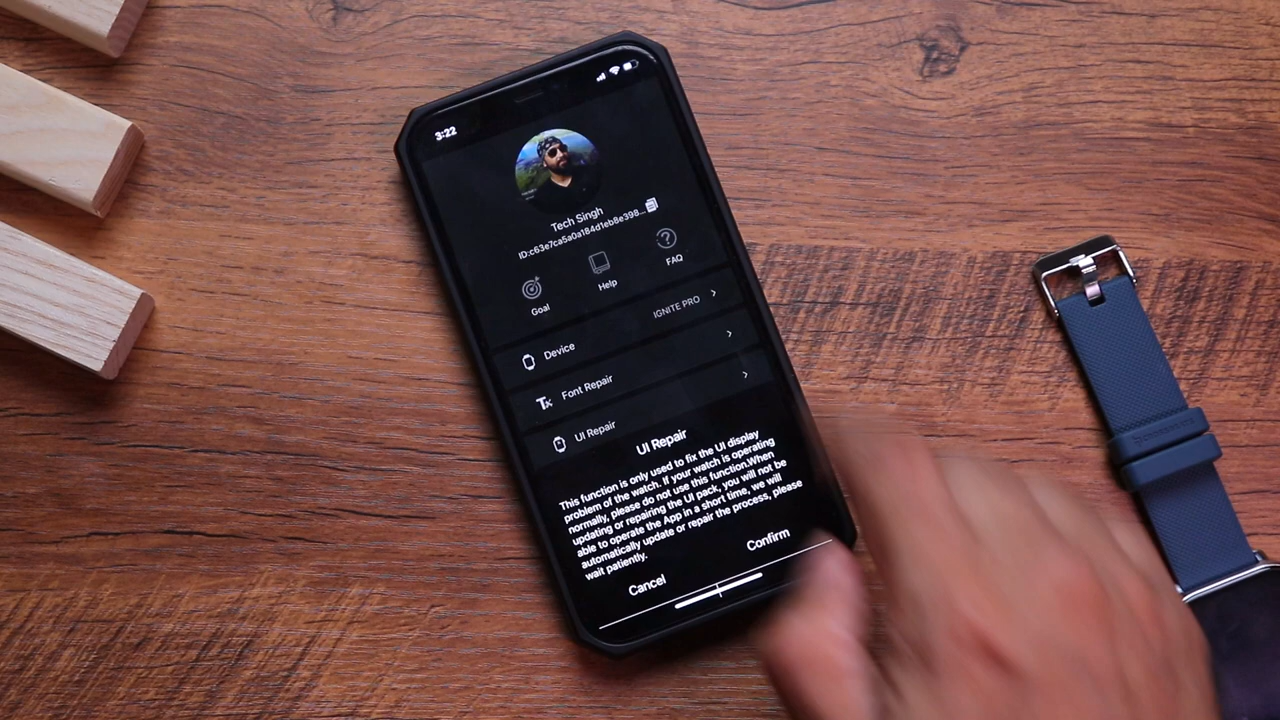 3:22
Tech Singh
ID:c63e7ca5a0a184d1eb8e398...
Goal
Help
FAQ
Device
IGNITE PRO
Font Repair
UI Repair
UI Repair
This function is only used to fix the UI display
problem of the watch. If your watch is operating
normally, please do not use this function.When
updating or repairing the UI pack, you will not be
able to operate the App in a short time, we will
automatically update or repair the process, please
wait patiently.
Cancel
Confirm